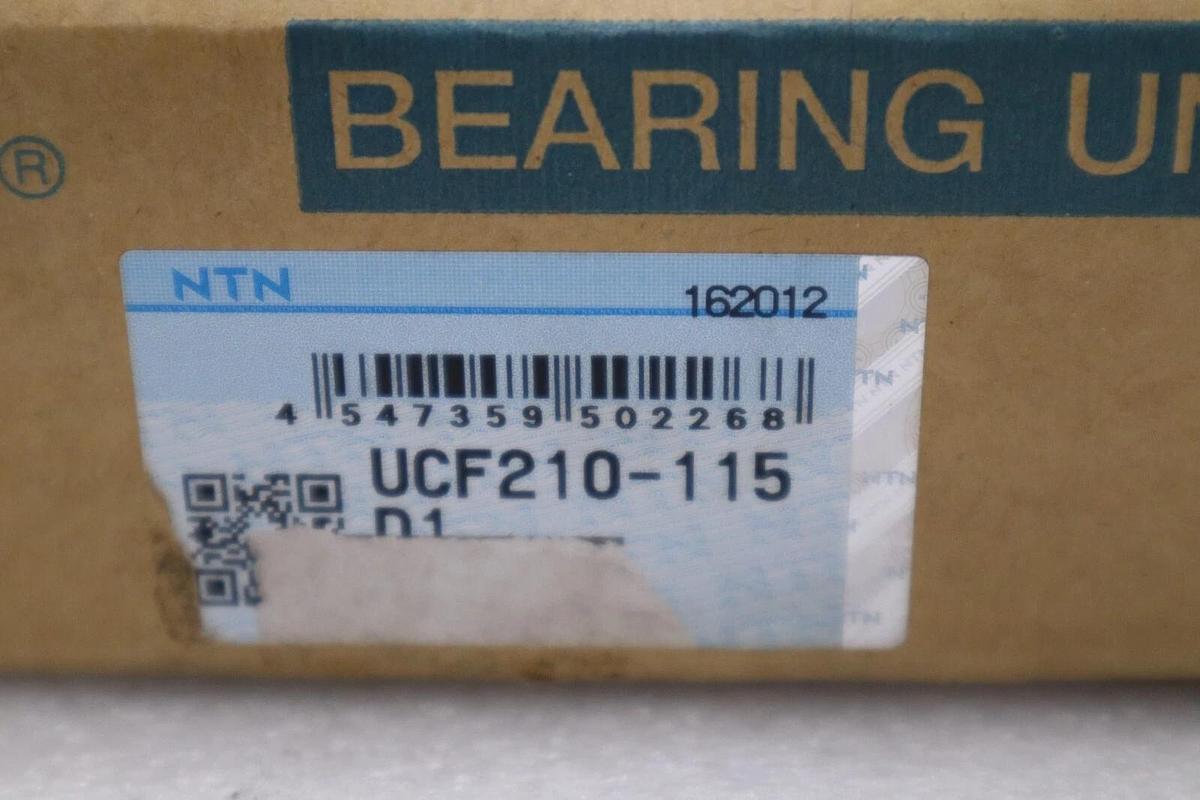 ®
BEARING UN
NTN 162012
4 547359 502268
UCF210-115
D1